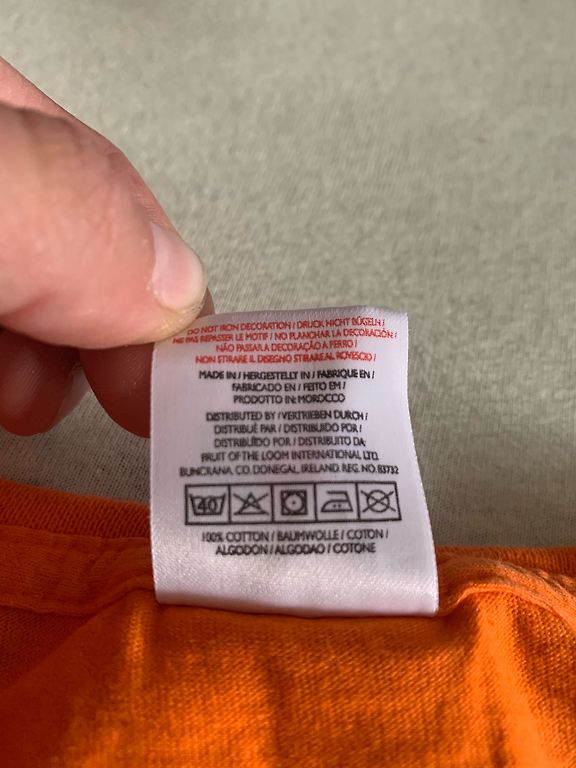 DO NOT IRON DECORATION / DRUCK NICHT BÜGELN /
NE PAS REPASSER LE MOTIF / NO PLANCHAR LA DECORACIÓN /
NÃO PASSAR A DECORAÇÃO A FERRO /
NON STIRARE IL DISEGNO STIRARE AL ROVESCIO /
MADE IN / HERGESTELLT IN / FABRIQUE EN /
FABRICADO EN / FEITO EM /
PRODOTTO IN: MOROCCO
DISTRIBUTED BY / VERTRIEBEN DURCH /
DISTRIBUÉ PAR / DISTRIBUIDO POR /
DISTRIBUÍDO POR / DISTRIBUITO DA:
FRUIT OF THE LOOM INTERNATIONAL LTD.
BUNCRANA, CO. DONEGAL, IRELAND. REG. NO. 83732
40
100% COTTON / BAUMWOLLE / COTON /
ALGODON / ALGODAO / COTONE